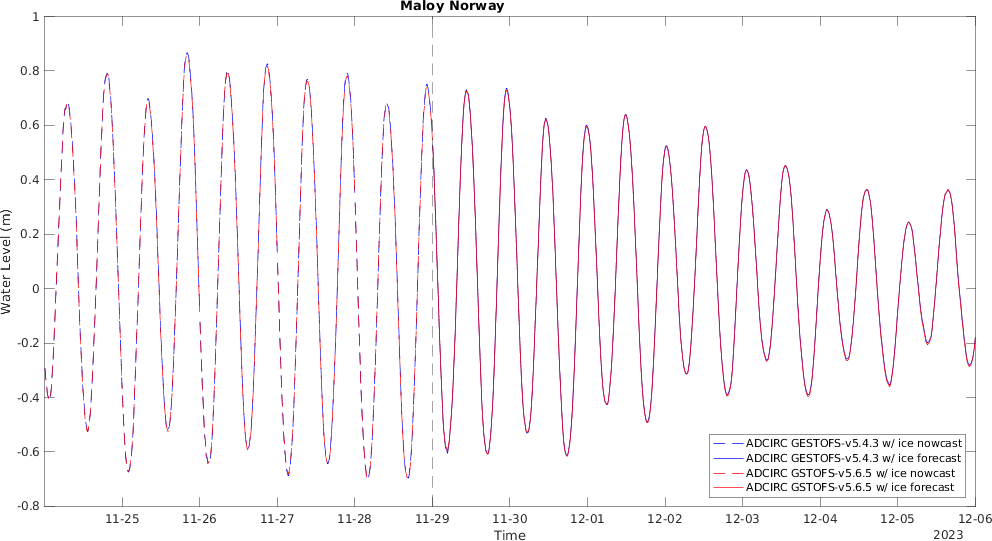 Maloy Norway
1
0.8
0.6
0.4
0.2
0
-0.2
-0.4
-0.6
-0.8
Water Level (m)
ADCIRC GESTOFS-v5.4.3 w/ ice nowcast
ADCIRC GESTOFS-v5.4.3 w/ ice forecast
ADCIRC GSTOFS-v5.6.5 w/ ice nowcast
ADCIRC GSTOFS-v5.6.5 w/ ice forecast
11-25 11-26 11-27 11-28 11-29 11-30 12-01 12-02 12-03 12-04 12-05 12-06
Time
2023